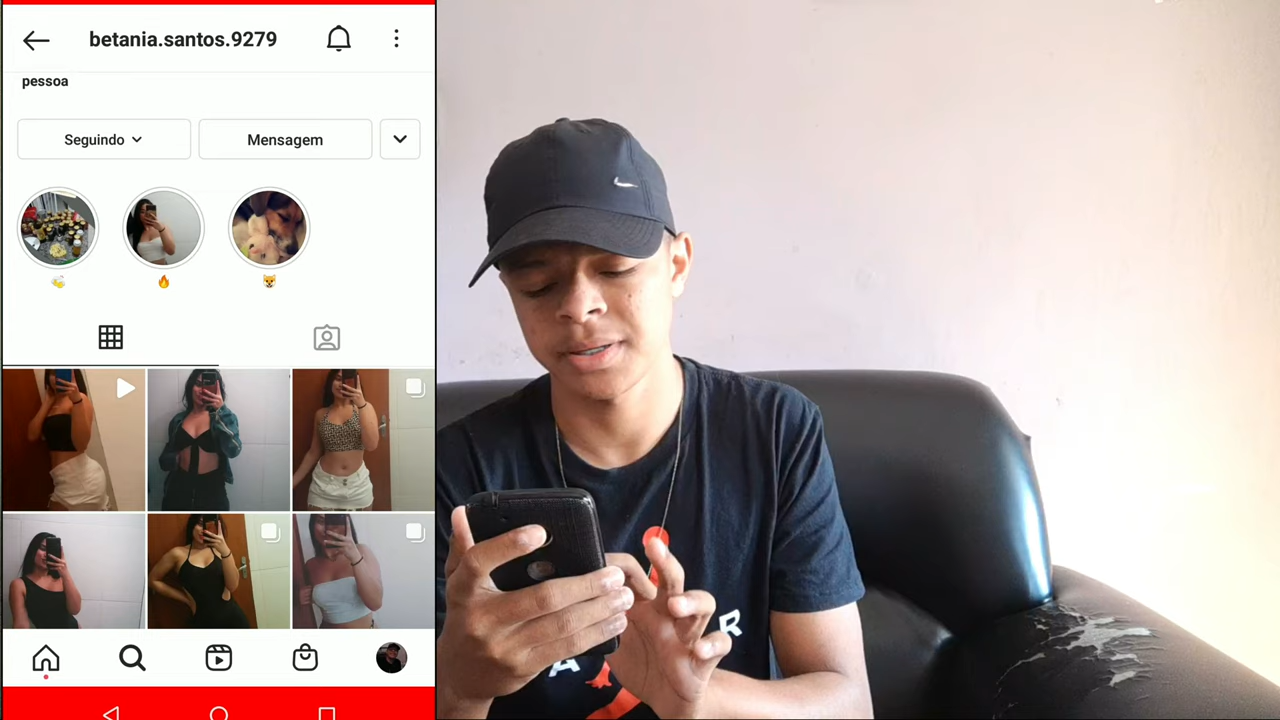 betania.santos.9279
pessoa
Seguindo
Mensagem
A
R